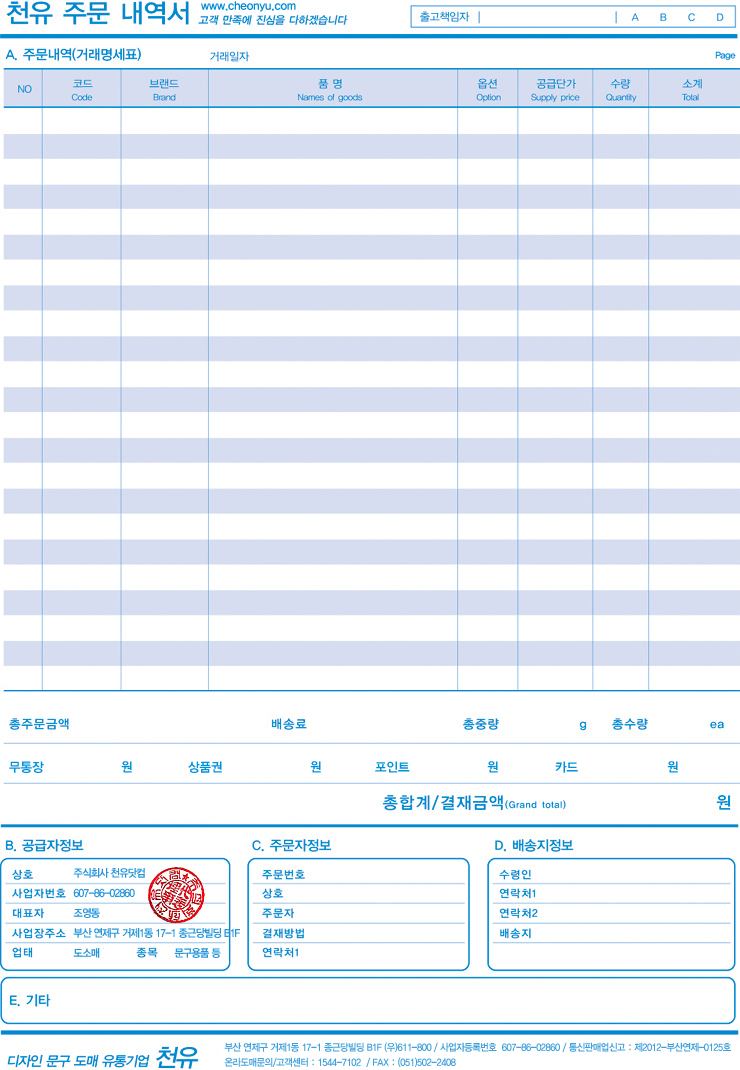 천유 주문 내역서 www.cheonyu.com
고객 만족에 진심을 다하겠습니다
출고책임자 | | A B C D
A. 주문내역(거래명세표) 거래일자 Page
NO 코드 브랜드 품 명 옵션 공급단가 수량 소계
Code Brand Names of goods Option Supply price Quantity Total
총주문금액 배송료 총중량 g 총수량 ea
무통장 원 상품권 원 포인트 원 카드 원
총합계/결재금액(Grand total) 원
B. 공급자정보
상호 주식회사 천유닷컴
사업자번호 607-86-02860
대표자 조영동
사업장주소 부산 연제구 거제1동 17-1 종근당빌딩 B1F
업태 도소매 종목 문구용품 등
C. 주문자정보
주문번호
상호
주문자
결재방법
연락처1
D. 배송지정보
수령인
연락처1
연락처2
배송지
E. 기타
디자인 문구 도매 유통기업 천유
부산 연제구 거제1동 17-1 종근당빌딩 B1F (우)611-800 / 사업자등록번호 607-86-02860 / 통신판매업신고 : 제2012-부산연제-0125호
온라도매문의/고객센터 : 1544-7102 / FAX : (051)502-2408